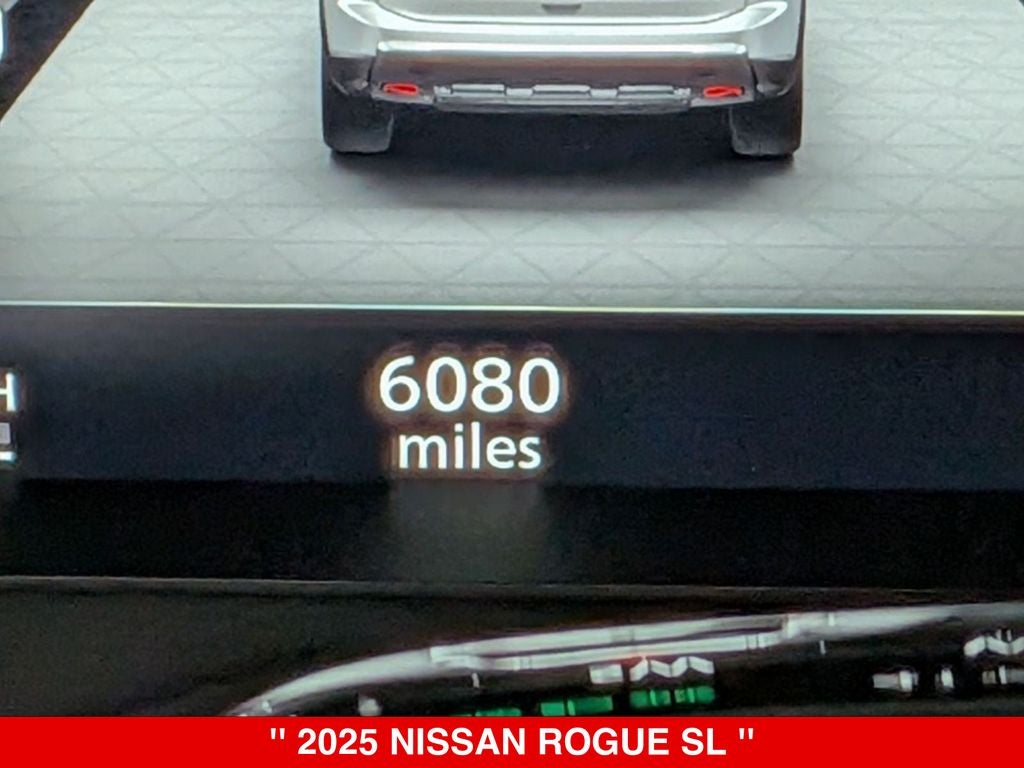 H
6080
miles
" 2025 NISSAN ROGUE SL "